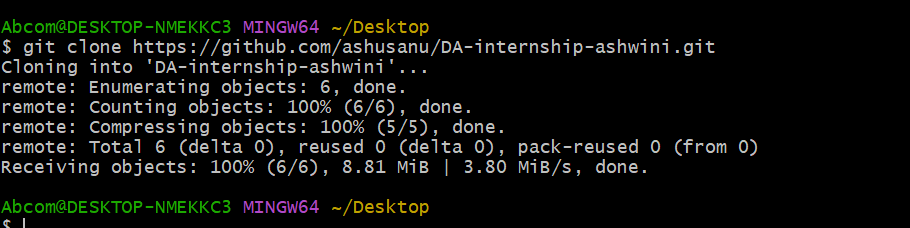 Abcom@DESKTOP-NMEKKC3 MINGW64 ~/Desktop
$ git clone https://github.com/ashusanu/DA-internship-ashwini.git
Cloning into 'DA-internship-ashwini'...
remote: Enumerating objects: 6, done.
remote: Counting objects: 100% (6/6), done.
remote: Compressing objects: 100% (5/5), done.
remote: Total 6 (delta 0), reused 0 (delta 0), pack-reused 0 (from 0)
Receiving objects: 100% (6/6), 8.81 MiB | 3.80 MiB/s, done.
Abcom@DESKTOP-NMEKKC3 MINGW64 ~/Desktop
$